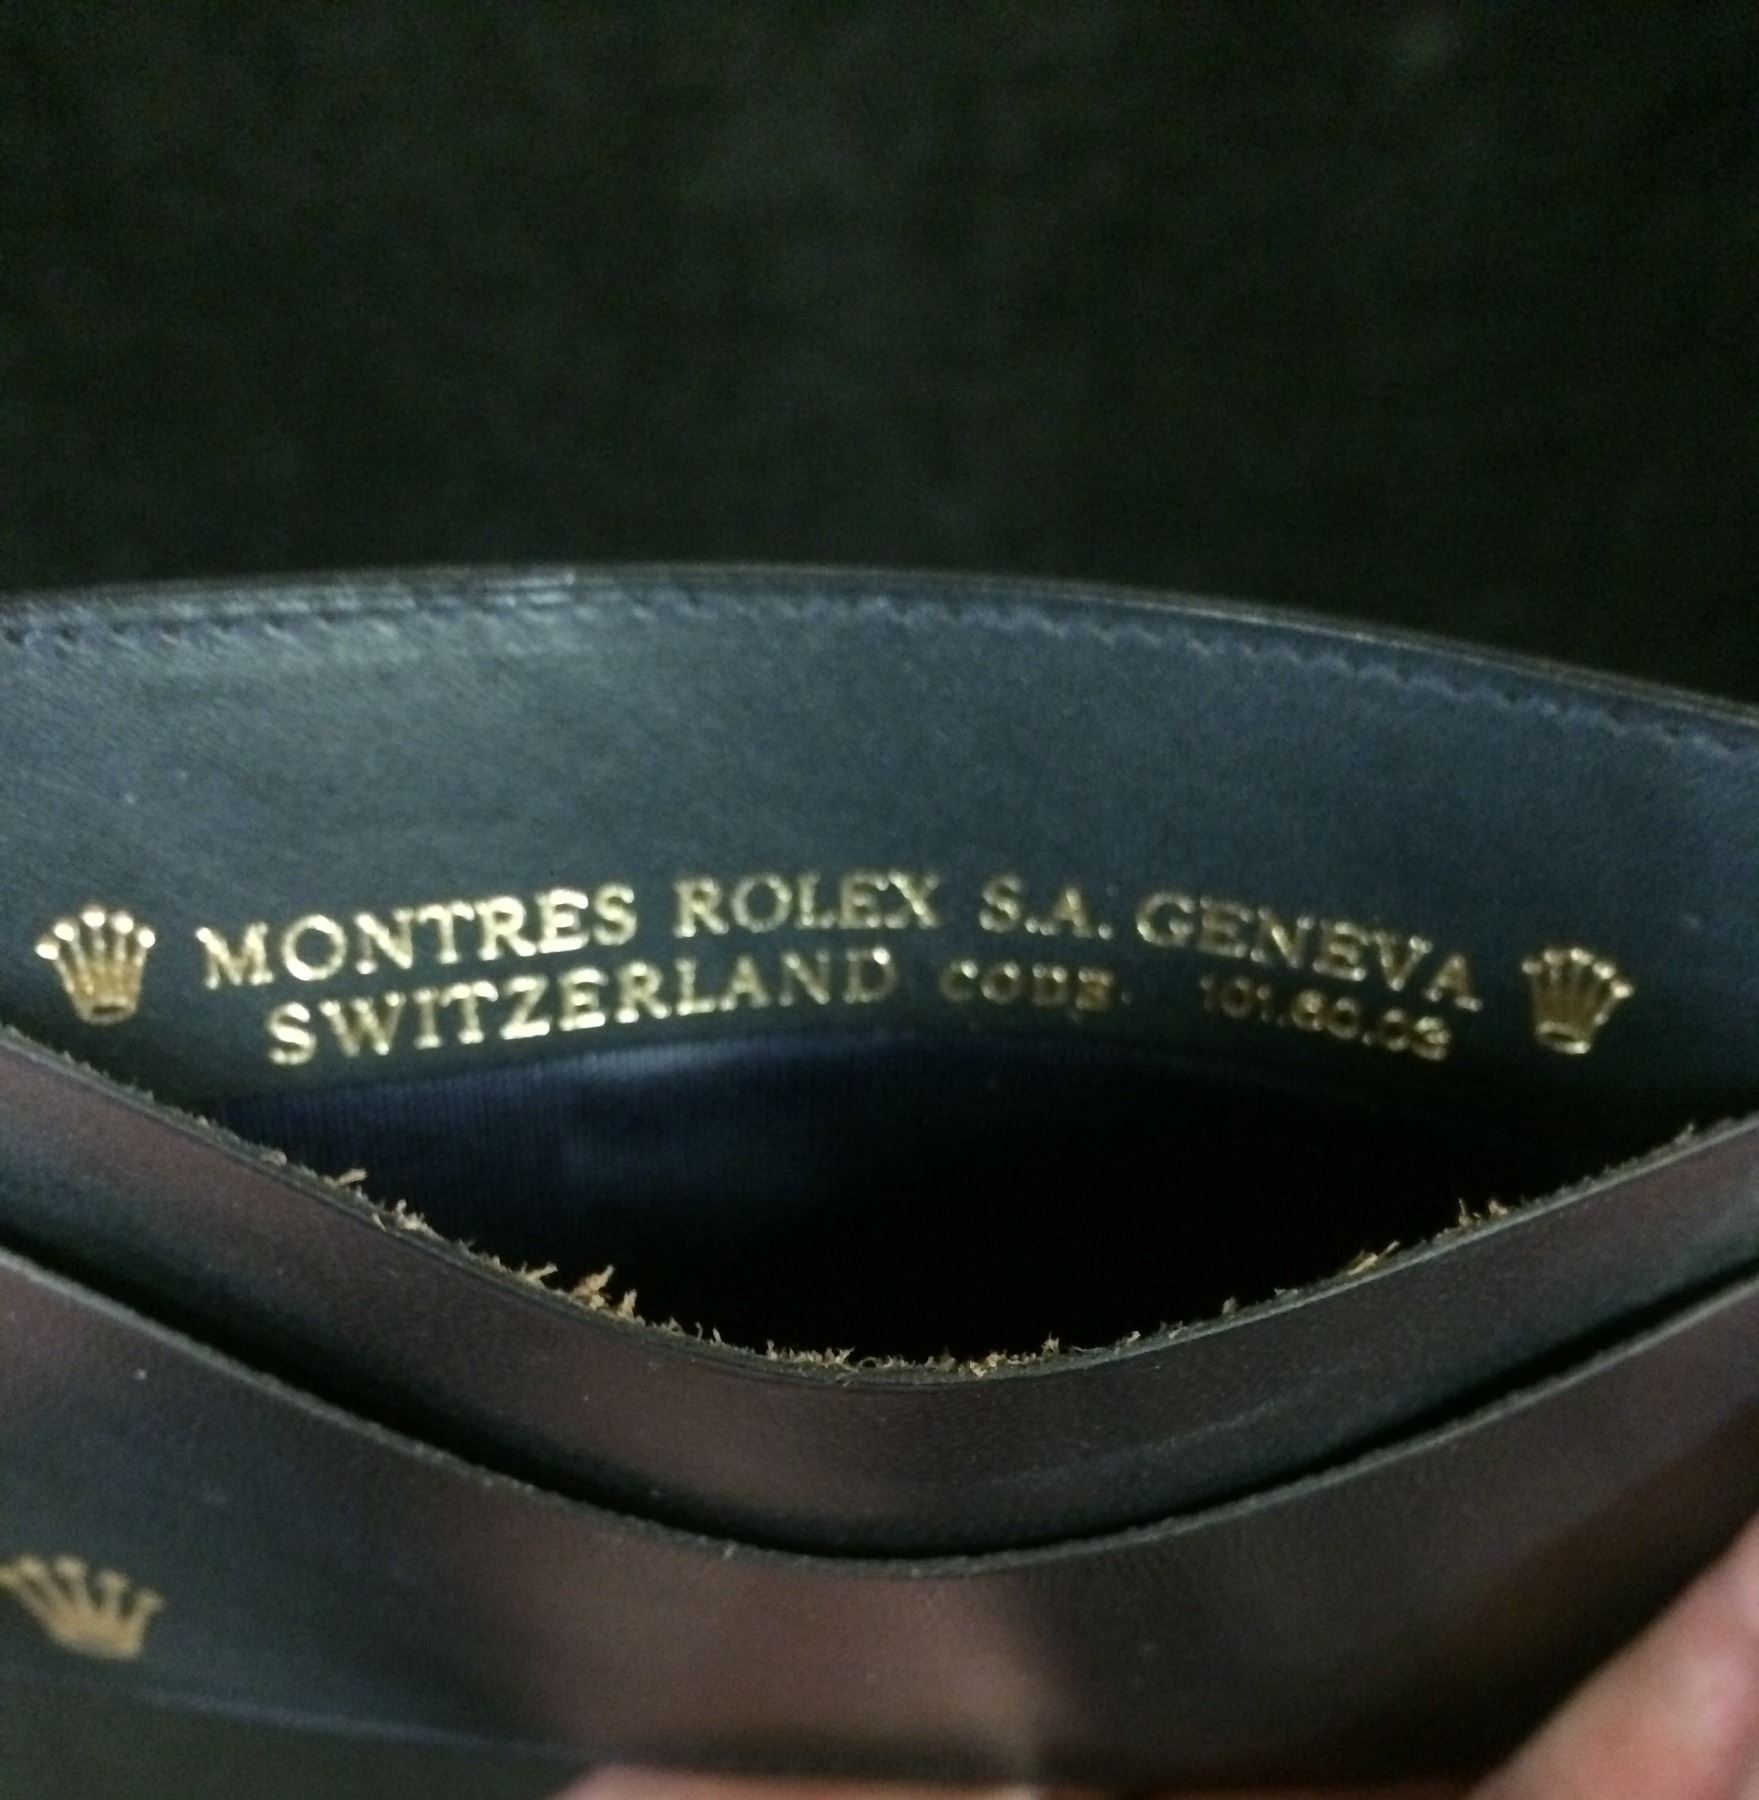 MONTRES ROLEX S.A. GENEVA
SWITZERLAND CODE. 101.60.03